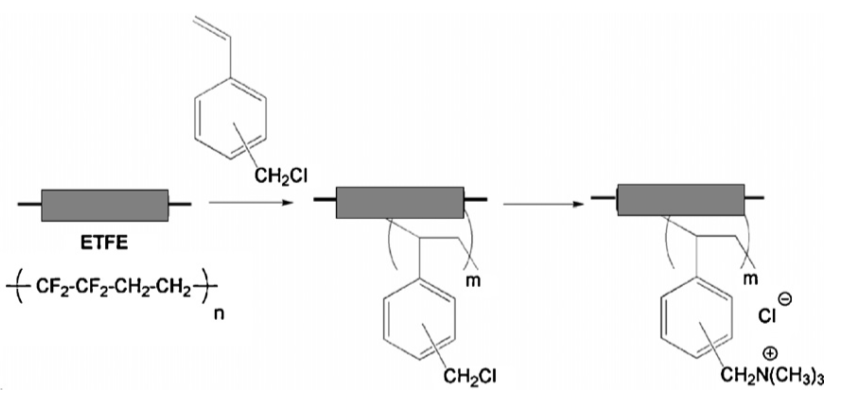 CH₂Cl
ETFE
CF₂-CF₂-CH₂-CH₂
n
m
CH₂Cl
m
Cl⊖
⊕
CH₂N(CH₃)₃